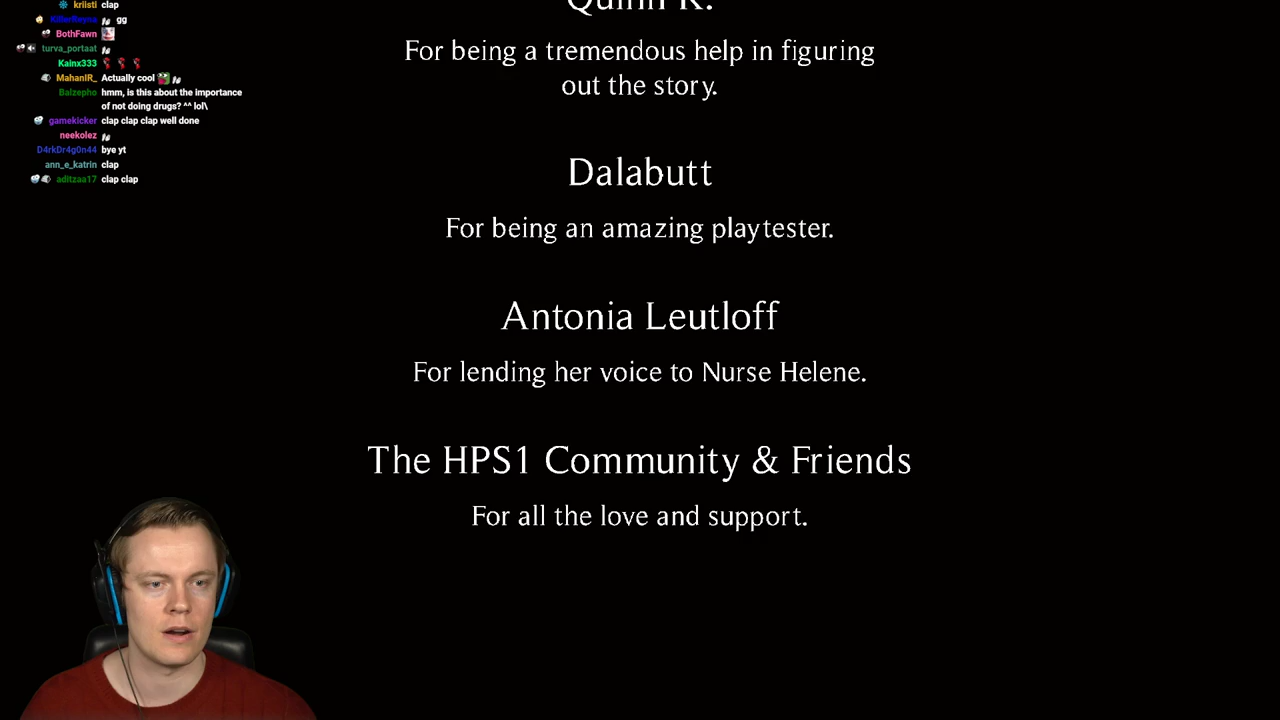 kriisti clap
KillerReyna gg
BothFawn
turva_portaat
Kainx333
MahanIR_ Actually cool
Balzepho hmm, is this about the importance
of not doing drugs? ^^ lol\
gamekicker clap clap clap well done
neekolez
D4rkDr4g0n44 bye yt
ann_e_katrin clap
aditzaa17 clap clap
Quinn R.
For being a tremendous help in figuring
out the story.
Dalabutt
For being an amazing playtester.
Antonia Leutloff
For lending her voice to Nurse Helene.
The HPS1 Community & Friends
For all the love and support.